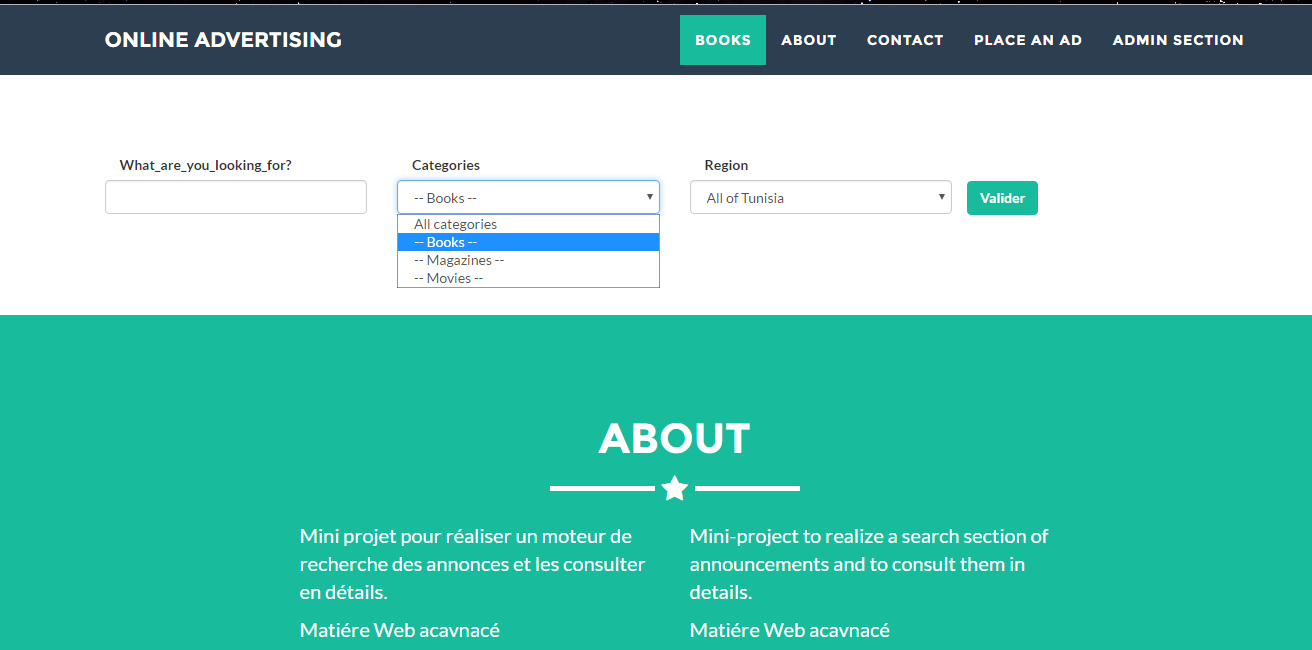 ONLINE ADVERTISING
BOOKS ABOUT CONTACT PLACE AN AD ADMIN SECTION
What_are_you_looking_for? Categories Region
-- Books -- All of Tunisia Valider
All categories
-- Books --
-- Magazines --
-- Movies --
ABOUT
Mini projet pour réaliser un moteur de
recherche des annonces et les consulter
en détails.
Matiére Web acavnacé
Mini-project to realize a search section of
announcements and to consult them in
details.
Matiére Web acavnacé